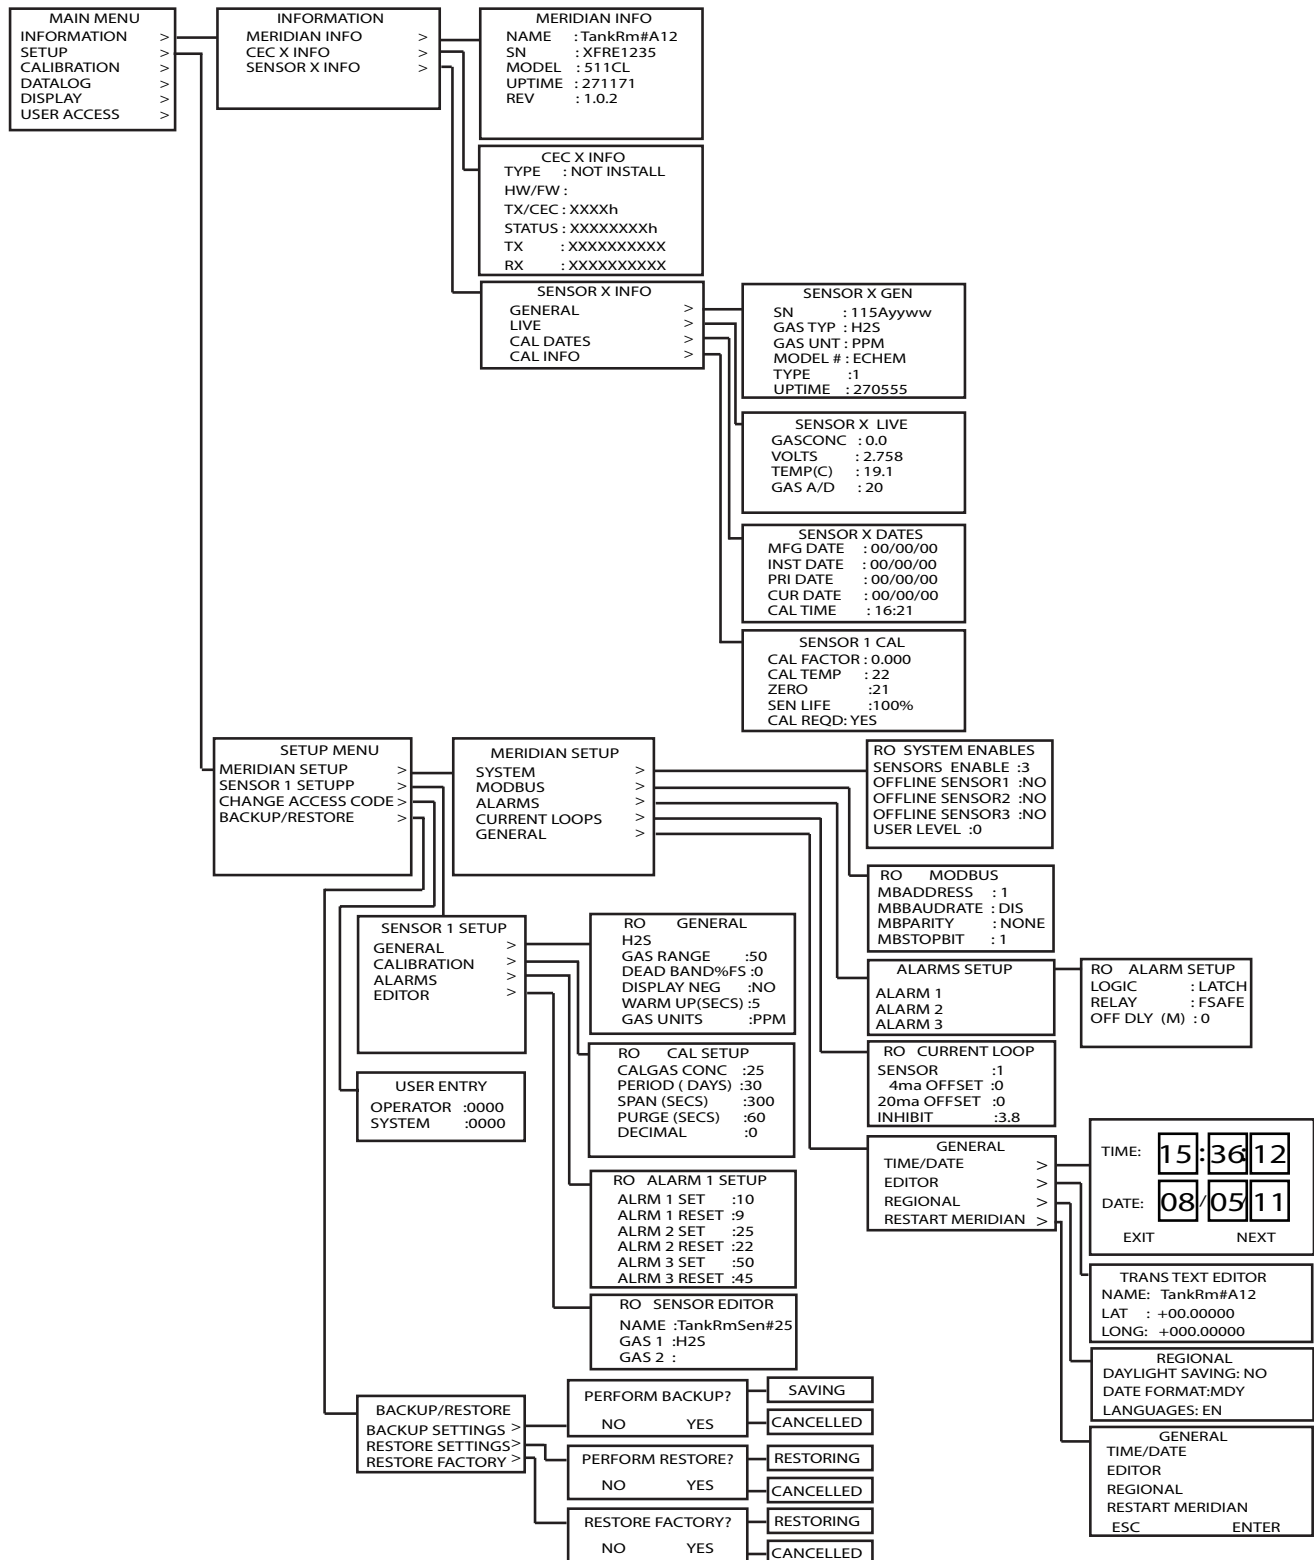 MAIN MENU
INFORMATION >
SETUP >
CALIBRATION >
DATALOG >
DISPLAY >
USER ACCESS >
INFORMATION
MERIDIAN INFO >
CEC X INFO >
SENSOR X INFO >
MERIDIAN INFO
NAME : TankRm#A12
SN : XFRE1235
MODEL : 511CL
UPTIME : 271171
REV : 1.0.2
CEC X INFO
TYPE : NOT INSTALL
HW/FW :
TX/CEC : XXXXh
STATUS : XXXXXXXXh
TX : XXXXXXXXXX
RX : XXXXXXXXXX
SENSOR X INFO
GENERAL >
LIVE >
CAL DATES >
CAL INFO >
SENSOR X GEN
SN : 115Ayyww
GAS TYP : H2S
GAS UNT : PPM
MODEL # : ECHEM
TYPE :1
UPTIME : 270555
SENSOR X LIVE
GASCONC : 0.0
VOLTS : 2.758
TEMP(C) : 19.1
GAS A/D : 20
SENSOR X DATES
MFG DATE : 00/00/00
INST DATE : 00/00/00
PRI DATE : 00/00/00
CUR DATE : 00/00/00
CAL TIME : 16:21
SENSOR 1 CAL
CAL FACTOR : 0.000
CAL TEMP : 22
ZERO :21
SEN LIFE :100%
CAL REQD: YES
SETUP MENU
MERIDIAN SETUP >
SENSOR 1 SETUPP >
CHANGE ACCESS CODE >
BACKUP/RESTORE >
MERIDIAN SETUP
SYSTEM >
MODBUS >
ALARMS >
CURRENT LOOPS >
GENERAL >
RO SYSTEM ENABLES
SENSORS ENABLE :3
OFFLINE SENSOR1 :NO
OFFLINE SENSOR2 :NO
OFFLINE SENSOR3 :NO
USER LEVEL :0
RO MODBUS
MBADDRESS : 1
MBBAUDRATE : DIS
MBPARITY : NONE
MBSTOPBIT : 1
ALARMS SETUP
ALARM 1
ALARM 2
ALARM 3
RO ALARM SETUP
LOGIC : LATCH
RELAY : FSAFE
OFF DLY (M) : 0
RO CURRENT LOOP
SENSOR :1
4ma OFFSET :0
20ma OFFSET :0
INHIBIT :3.8
GENERAL
TIME/DATE >
EDITOR >
REGIONAL >
RESTART MERIDIAN >
TIME: 15:36:12
DATE: 08/05/11
EXIT NEXT
TRANS TEXT EDITOR
NAME: TankRm#A12
LAT : +00.00000
LONG: +000.00000
REGIONAL
DAYLIGHT SAVING: NO
DATE FORMAT:MDY
LANGUAGES: EN
GENERAL
TIME/DATE
EDITOR
REGIONAL
RESTART MERIDIAN
ESC ENTER
SENSOR 1 SETUP
GENERAL >
CALIBRATION >
ALARMS >
EDITOR >
RO GENERAL
H2S
GAS RANGE :50
DEAD BAND%FS :0
DISPLAY NEG :NO
WARM UP(SECS) :5
GAS UNITS :PPM
RO CAL SETUP
CALGAS CONC :25
PERIOD ( DAYS) :30
SPAN (SECS) :300
PURGE (SECS) :60
DECIMAL :0
RO ALARM 1 SETUP
ALRM 1 SET :10
ALRM 1 RESET :9
ALRM 2 SET :25
ALRM 2 RESET :22
ALRM 3 SET :50
ALRM 3 RESET :45
RO SENSOR EDITOR
NAME :TankRmSen#25
GAS 1 :H2S
GAS 2 :
USER ENTRY
OPERATOR :0000
SYSTEM :0000
BACKUP/RESTORE
BACKUP SETTINGS >
RESTORE SETTINGS >
RESTORE FACTORY >
PERFORM BACKUP?
NO YES
SAVING
CANCELLED
PERFORM RESTORE?
NO YES
RESTORING
CANCELLED
RESTORE FACTORY?
NO YES
RESTORING
CANCELLED